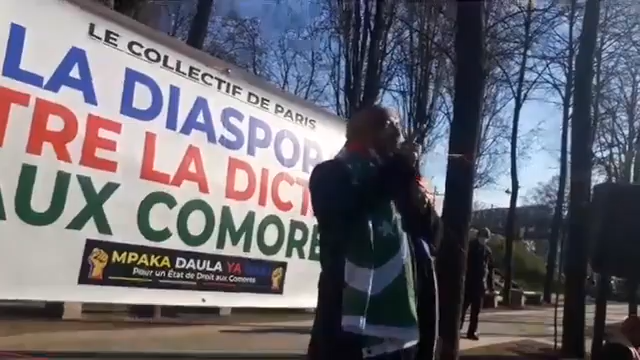 LE COLLECTIF DE PARIS
LA DIASPOR
TRE LA DICT
AUX COMORE
MPAKA DAULA YA
Pour un État de Droit aux Comores